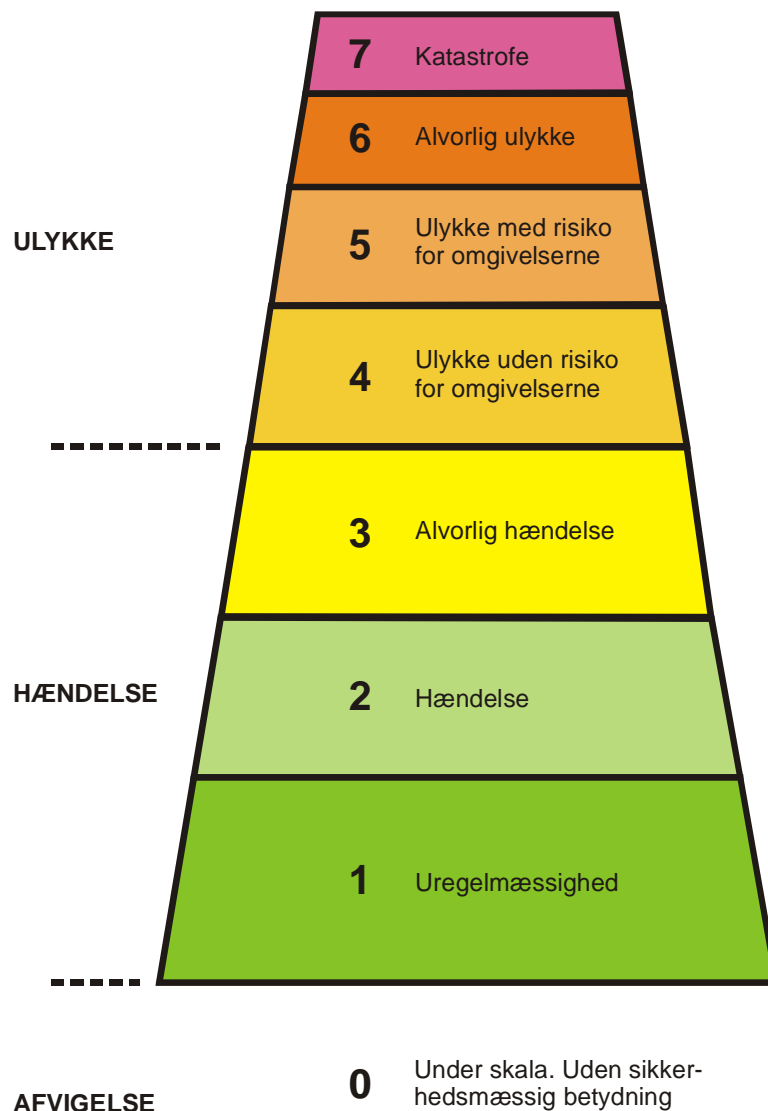 7 Katastrofe
6 Alvorlig ulykke
ULYKKE
5 Ulykke med risiko
for omgivelserne
4 Ulykke uden risiko
for omgivelserne
3 Alvorlig hændelse
HÆNDELSE
2 Hændelse
1 Uregelmæssighed
0 Under skala. Uden sikker-
hedsmæssig betydning
AFVIGELSE